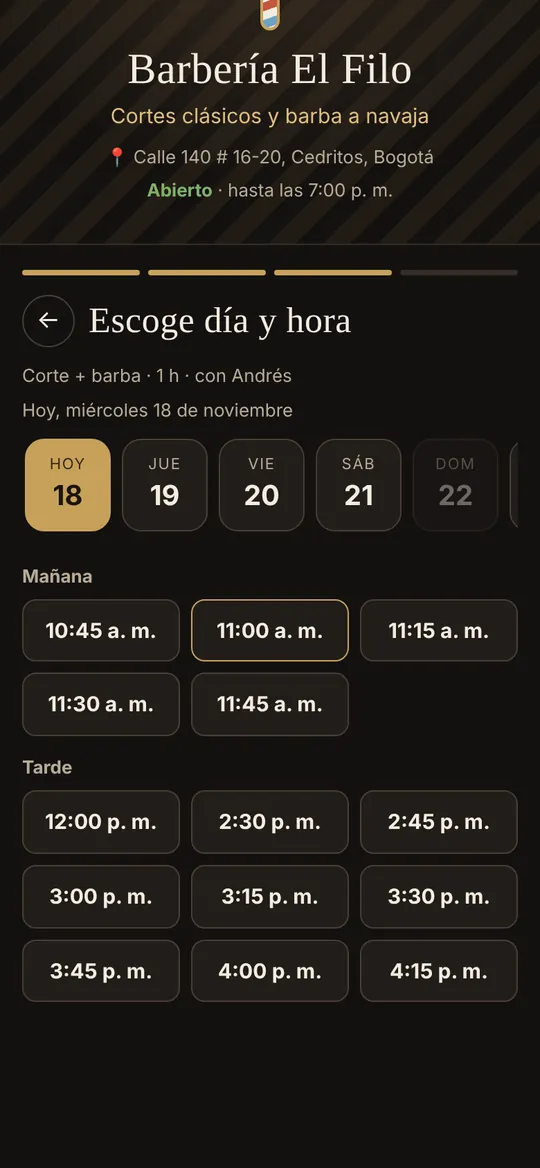 Barbería El Filo
Cortes clásicos y barba a navaja
📍 Calle 140 # 16-20, Cedritos, Bogotá
Abierto · hasta las 7:00 p. m.
Escoge día y hora
Corte + barba · 1 h · con Andrés
Hoy, miércoles 18 de noviembre
HOY JUE VIE SÁB DOM
18 19 20 21 22
Mañana
10:45 a. m. 11:00 a. m. 11:15 a. m.
11:30 a. m. 11:45 a. m.
Tarde
12:00 p. m. 2:30 p. m. 2:45 p. m.
3:00 p. m. 3:15 p. m. 3:30 p. m.
3:45 p. m. 4:00 p. m. 4:15 p. m.